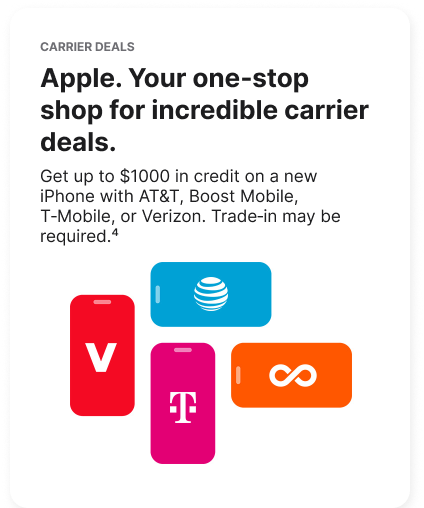 CARRIER DEALS
Apple. Your one-stop
shop for incredible carrier
deals.
Get up to $1000 in credit on a new
iPhone with AT&T, Boost Mobile,
T‑Mobile, or Verizon. Trade‑in may be
required.⁴
V
T